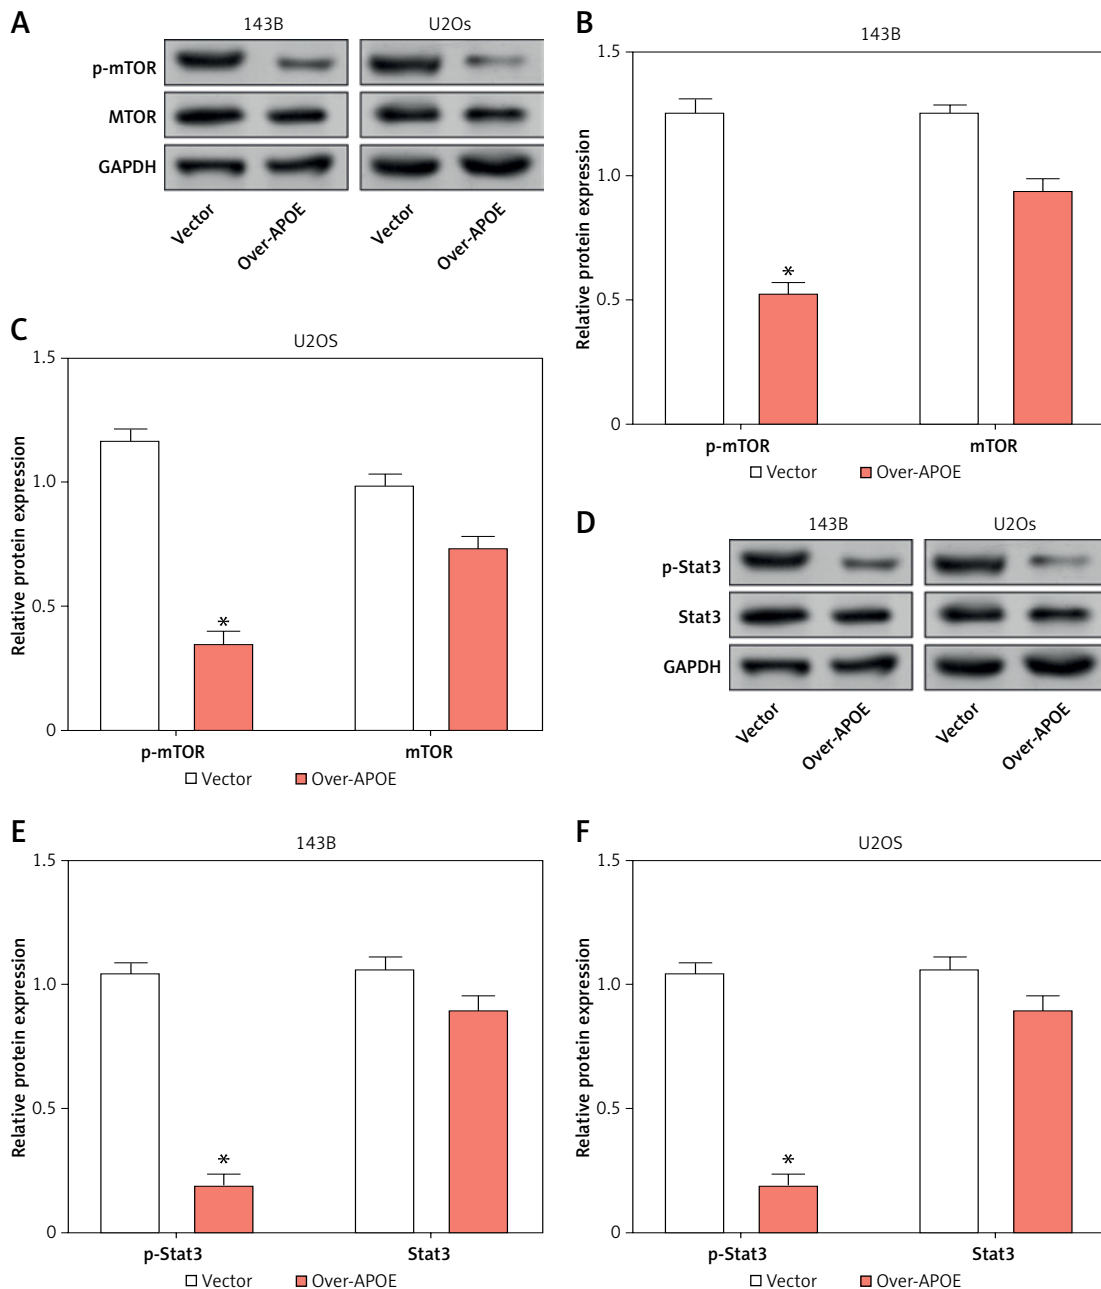 A
143B
U2Os
p-mTOR
MTOR
GAPDH
Vector
Over-APOE
Vector
Over-APOE
B
143B
Relative protein expression
1.5
1.0
0.5
0
*
p-mTOR
mTOR
Vector
Over-APOE
C
U2OS
Relative protein expression
1.5
1.0
0.5
0
*
p-mTOR
mTOR
Vector
Over-APOE
D
143B
U2Os
p-Stat3
Stat3
GAPDH
Vector
Over-APOE
Vector
Over-APOE
E
143B
Relative protein expression
1.5
1.0
0.5
0
*
p-Stat3
Stat3
Vector
Over-APOE
F
U2OS
Relative protein expression
1.5
1.0
0.5
0
*
p-Stat3
Stat3
Vector
Over-APOE